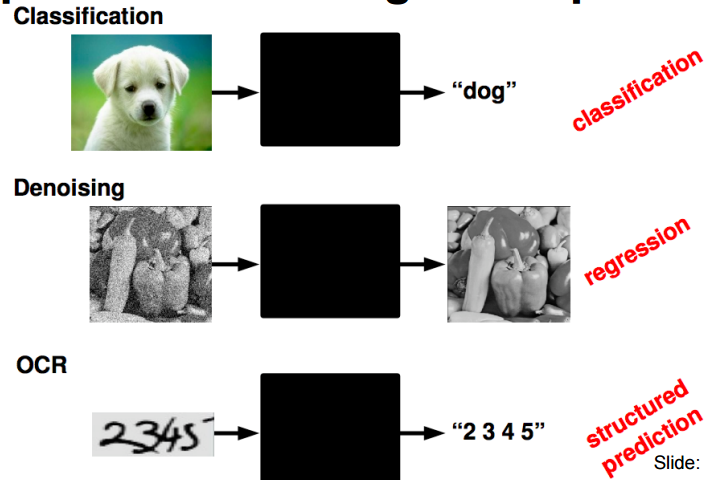 Classification
“dog”
classification
Denoising
regression
OCR
2345
“2 3 4 5”
structured
prediction
Slide: